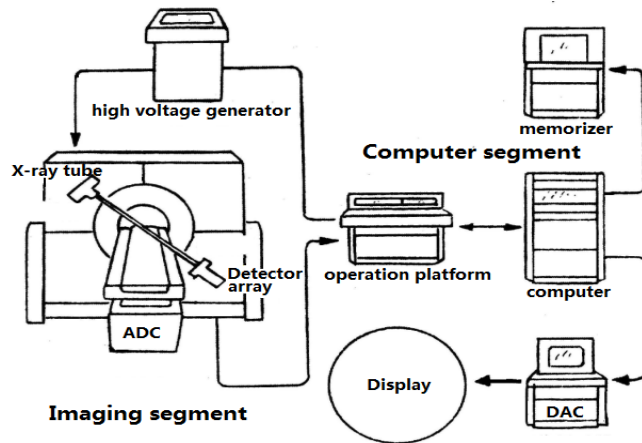 high voltage generator
memorizer
Computer segment
X-ray tube
Detector
array
operation platform
computer
ADC
Display
DAC
Imaging segment